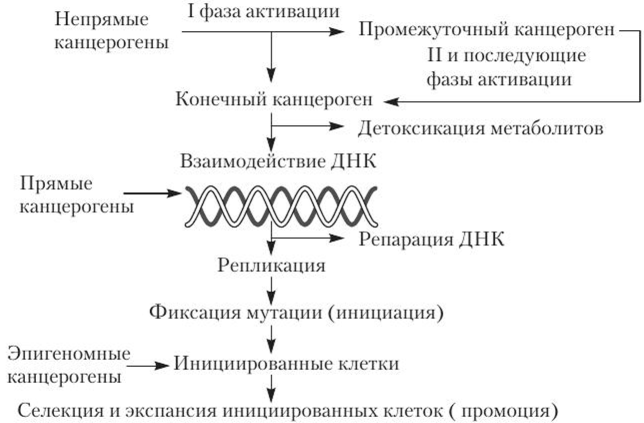 Непрямые
канцерогены
I фаза активации
Промежуточный канцероген
II и последующие
фазы активации
Конечный канцероген
Детоксикация метаболитов
Взаимодействие ДНК
Прямые
канцерогены
Репарация ДНК
Репликация
Фиксация мутации (инициация)
Эпигеномные
канцерогены
Инициированные клетки
Селекция и экспансия инициированных клеток ( промоция)